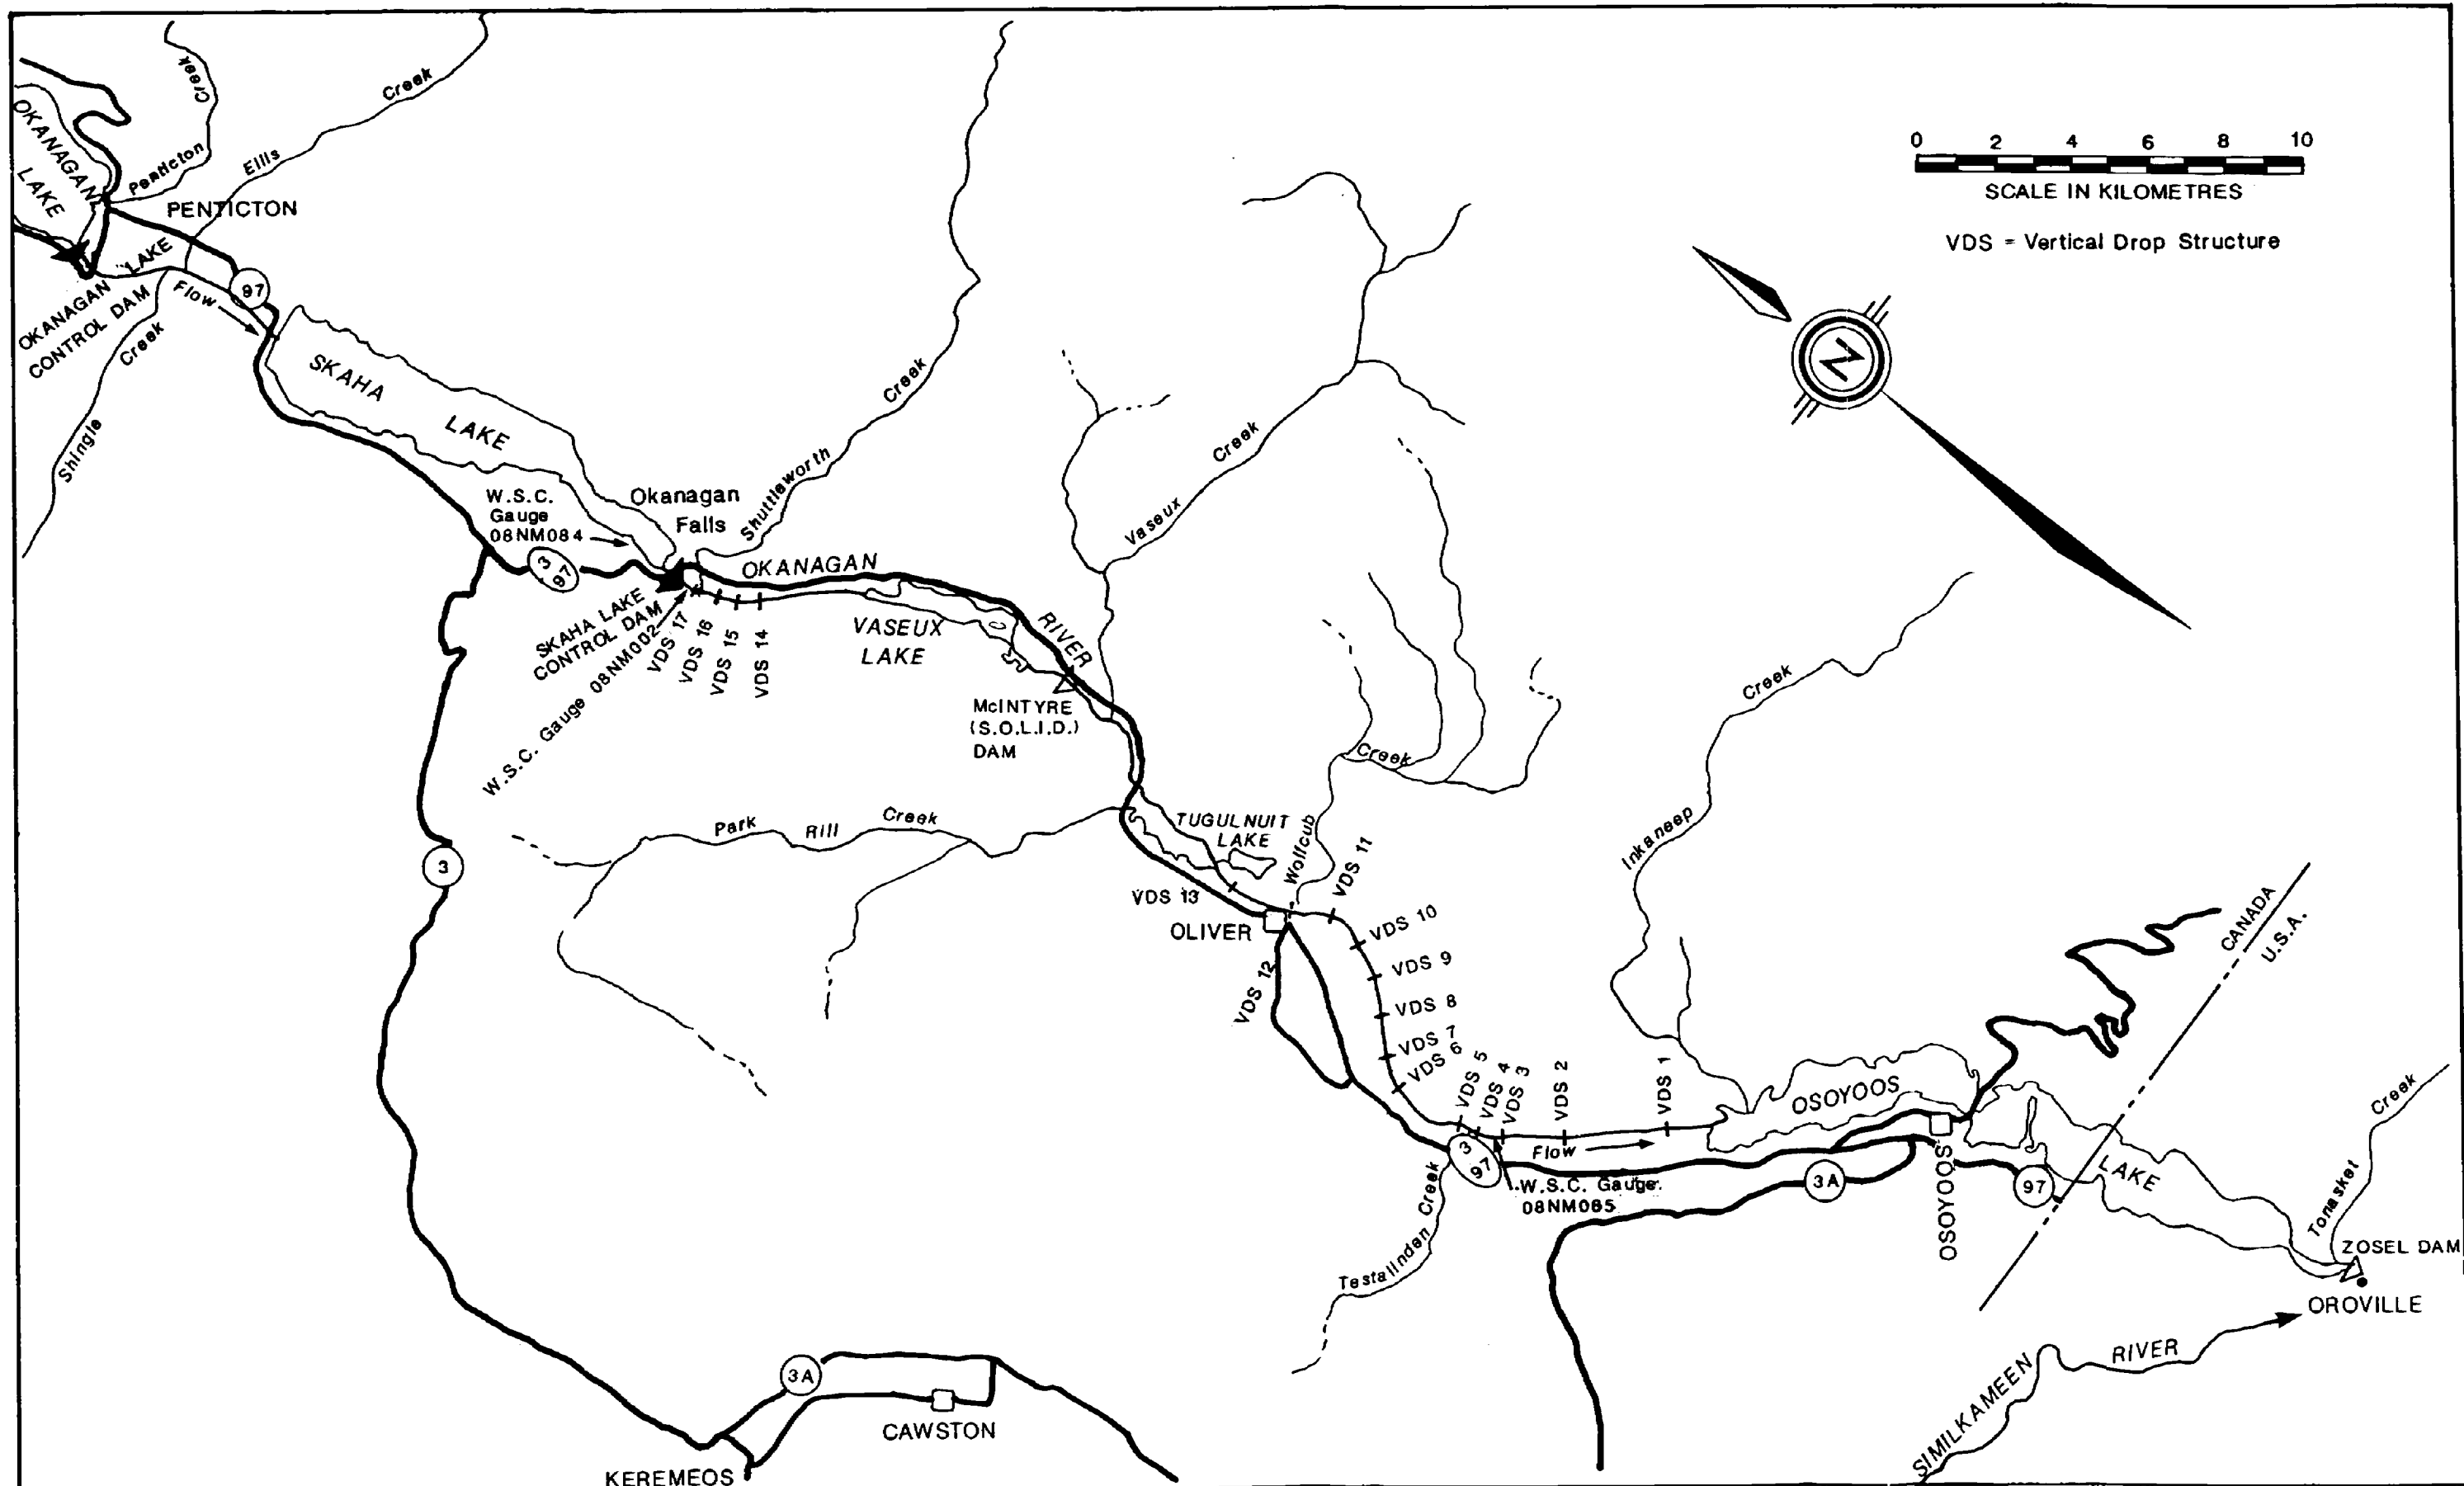 0 2 4 6 8 10
SCALE IN KILOMETRES
VDS = Vertical Drop Structure
N
Creek
Penticton
Creek
Ellis
OKANAGAN
LAKE
PENTICTON
LAKE
OKANAGAN
CONTROL DAM
Flow
97
Creek
Shingle
SKAHA
LAKE
W.S.C.
Gauge
08NM084
Okanagan
Falls
3
97
Shuttleworth
Creek
OKANAGAN
RIVER
SKAHA LAKE
CONTROL DAM
W.S.C. Gauge 08NM002
VDS 17
VDS 16
VDS 15
VDS 14
VASEUX
LAKE
McINTYRE
(S.O.L.I.D.)
DAM
Vaseux
Creek
Park Rill Creek
3
TUGULNUIT
LAKE
Wolfcub
Creek
VDS 13
OLIVER
VDS 12
VDS 11
VDS 10
VDS 9
VDS 8
VDS 7
VDS 6
VDS 5
VDS 4
VDS 3
VDS 2
VDS 1
Inkaneep
Creek
CANADA
U.S.A.
OSOYOOS
LAKE
OSOYOOS
Flow
3
97
W.S.C. Gauge
08NM085
3A
97
Testalinden Creek
Tonasket
Creek
ZOSEL DAM
OROVILLE
SIMILKAMEEN
RIVER
3A
CAWSTON
KEREMEOS